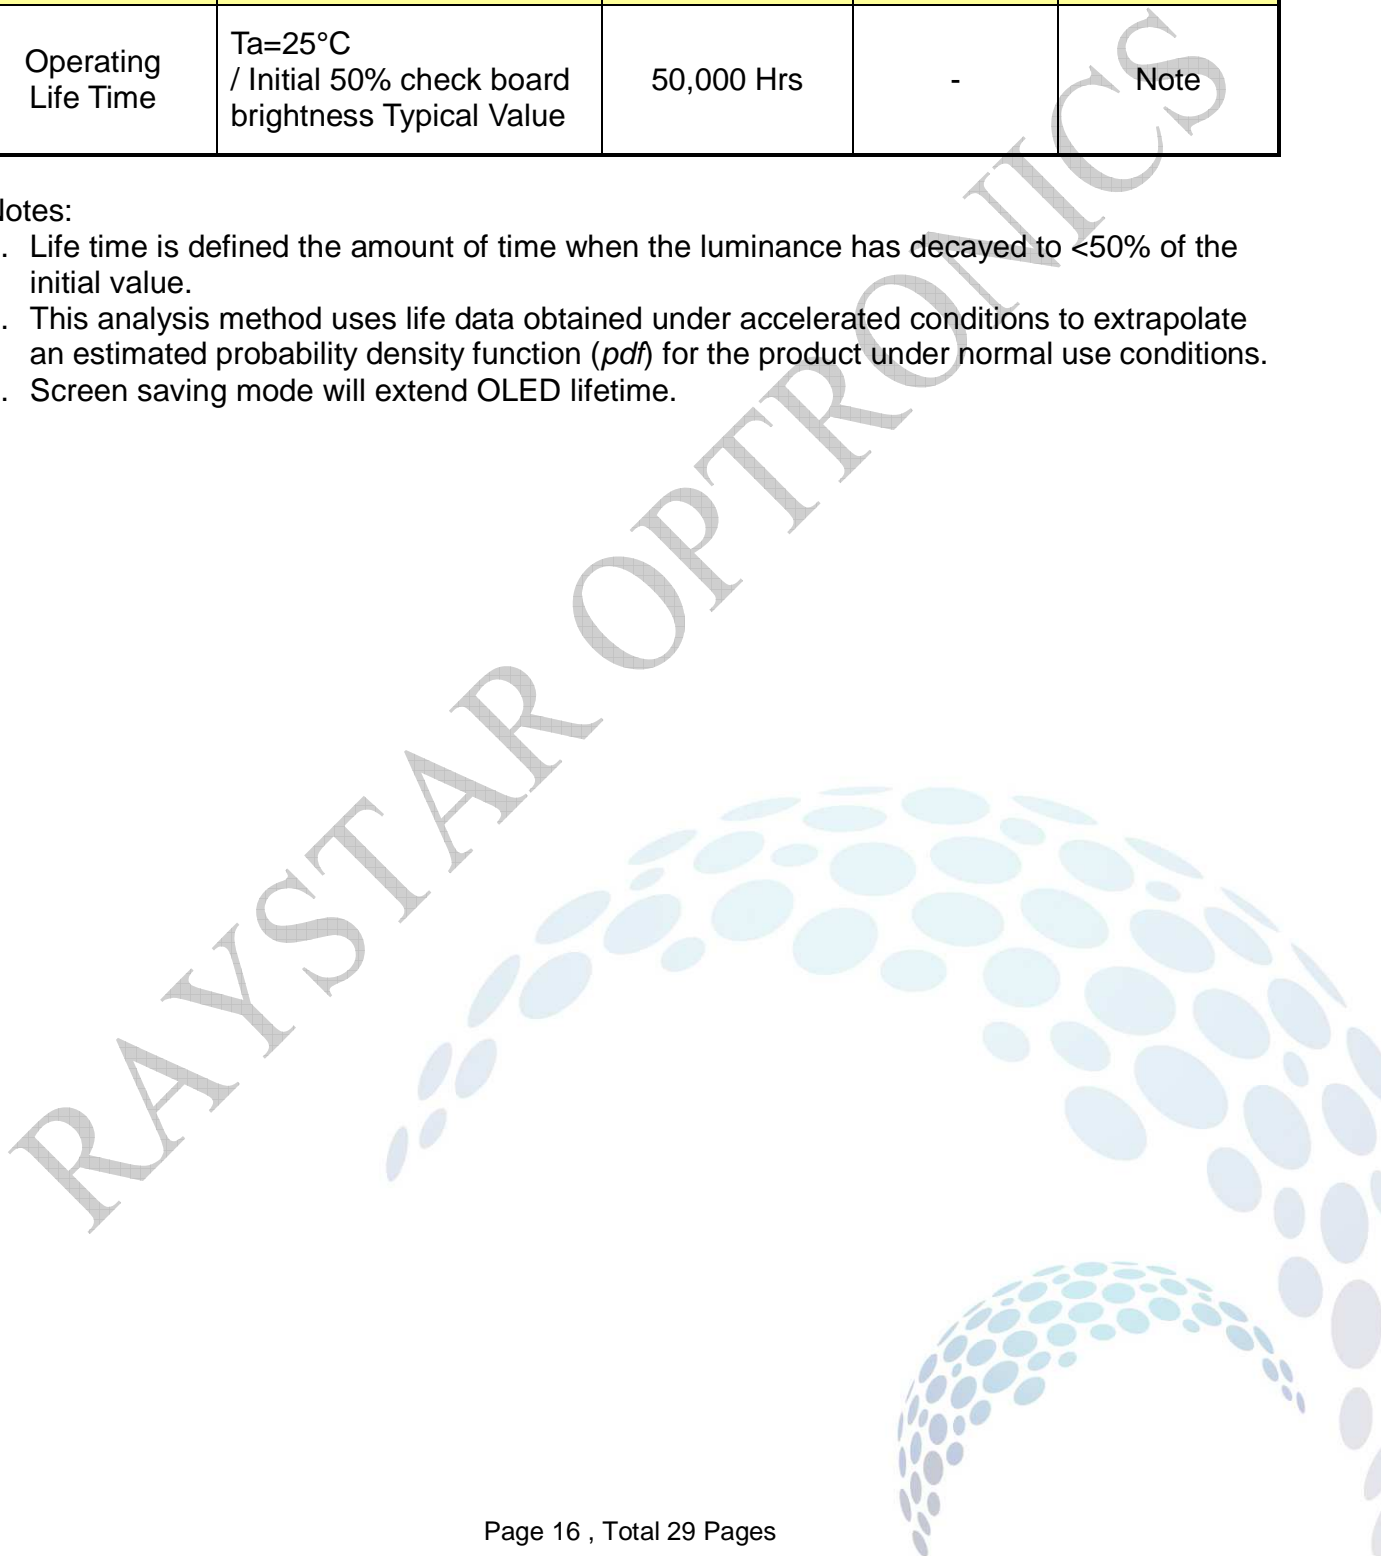 Operating
Life Time
Ta=25°C
/ Initial 50% check board
brightness Typical Value
50,000 Hrs
-
Note
lotes:
. Life time is defined the amount of time when the luminance has decayed to <50% of the
initial value.
. This analysis method uses life data obtained under accelerated conditions to extrapolate
an estimated probability density function (pdf) for the product under normal use conditions.
. Screen saving mode will extend OLED lifetime.
RAYSTAR OPTRONICS
Page 16 , Total 29 Pages